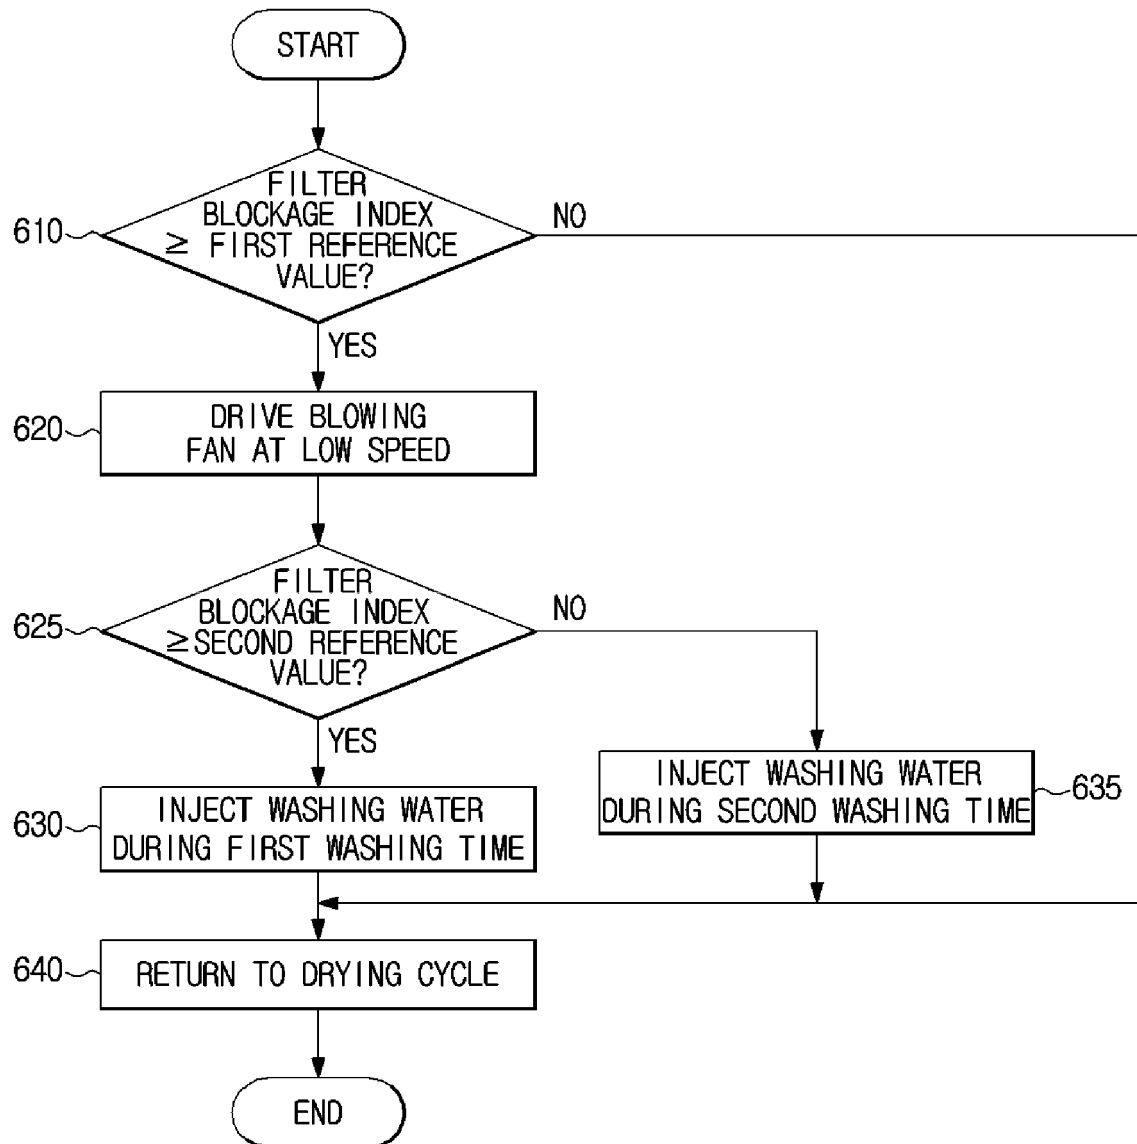 START
FILTER
BLOCKAGE INDEX
≥ FIRST REFERENCE
VALUE?
610
NO
YES
620
DRIVE BLOWING
FAN AT LOW SPEED
FILTER
BLOCKAGE INDEX
≥SECOND REFERENCE
VALUE?
625
NO
YES
INJECT WASHING WATER
DURING SECOND WASHING TIME
635
630
INJECT WASHING WATER
DURING FIRST WASHING TIME
640
RETURN TO DRYING CYCLE
END